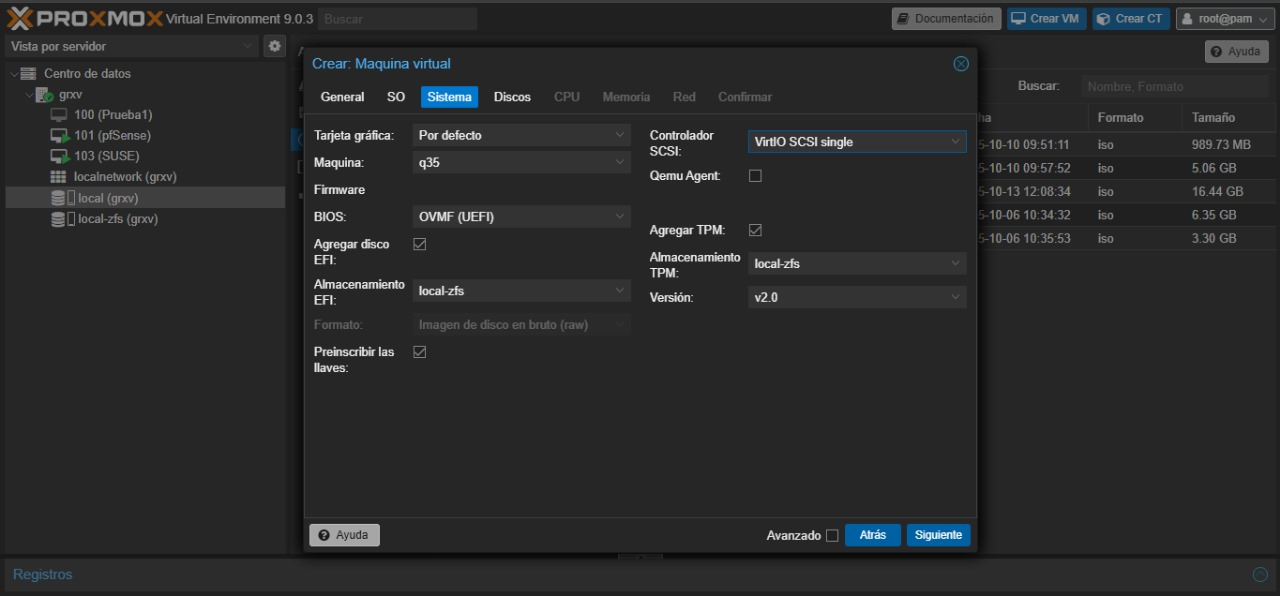 PROXMOX Virtual Environment 9.0.3 Buscar Documentación Crear VM Crear CT root@pam
Vista por servidor
Ayuda
Centro de datos
grxv
100 (Prueba1)
101 (pfSense)
103 (SUSE)
localnetwork (grxv)
local (grxv)
local-zfs (grxv)
Crear: Maquina virtual
General SO Sistema Discos CPU Memoria Red Confirmar
Tarjeta gráfica: Por defecto
Maquina: q35
Firmware
BIOS: OVMF (UEFI)
Agregar disco
EFI:
Almacenamiento
EFI: local-zfs
Formato: Imagen de disco en bruto (raw)
Preinscribir las
llaves:
Controlador
SCSI: VirtIO SCSI single
Qemu Agent:
Agregar TPM:
Almacenamiento
TPM: local-zfs
Versión: v2.0
Ayuda Avanzado Atrás Siguiente
Buscar: Nombre, Formato
Formato Tamaño
5-10-10 09:51:11 iso 989.73 MB
5-10-10 09:57:52 iso 5.06 GB
5-10-13 12:08:34 iso 16.44 GB
5-10-06 10:34:32 iso 6.35 GB
5-10-06 10:35:53 iso 3.30 GB
Registros